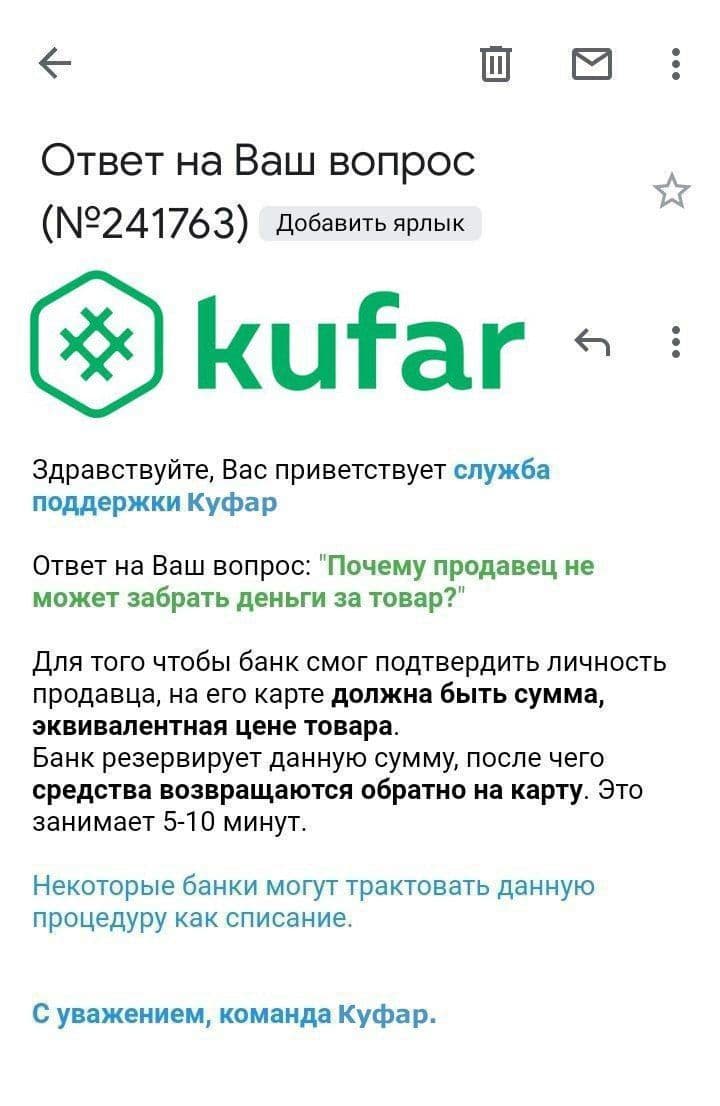 Ответ на Ваш вопрос
(№241763) Добавить ярлык
kufar
Здравствуйте, Вас приветствует служба
поддержки Куфар
Ответ на Ваш вопрос: "Почему продавец не
может забрать деньги за товар?"
Для того чтобы банк смог подтвердить личность
продавца, на его карте должна быть сумма,
эквивалентная цене товара.
Банк резервирует данную сумму, после чего
средства возвращаются обратно на карту. Это
занимает 5-10 минут.
Некоторые банки могут трактовать данную
процедуру как списание.
С уважением, команда Куфар.